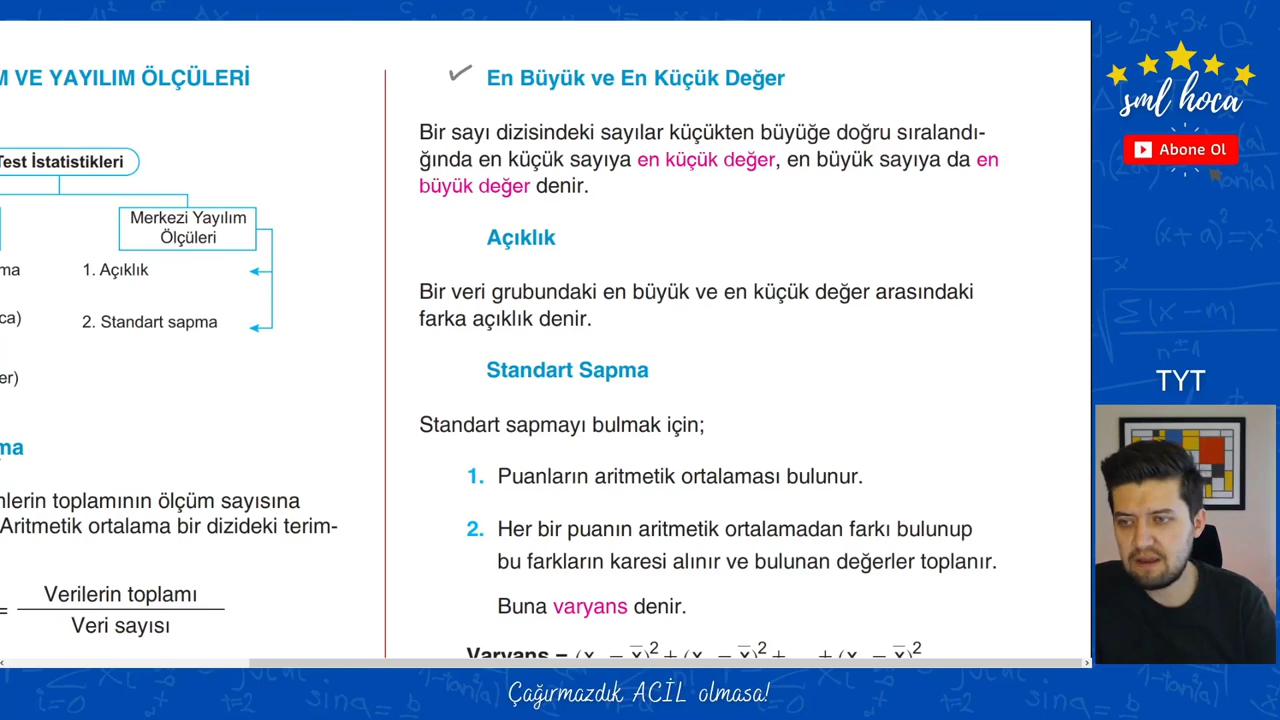 M VE YAYILIM ÖLÇÜLERİ
Test İstatistikleri
Merkezi Yayılım
Ölçüleri
ma
1. Açıklık
ca)
2. Standart sapma
er)
ma
nlerin toplamının ölçüm sayısına
Aritmetik ortalama bir dizideki terim-
= Verilerin toplamı
Veri sayısı
En Büyük ve En Küçük Değer
Bir sayı dizisindeki sayılar küçükten büyüğe doğru sıralandı-
ğında en küçük sayıya en küçük değer, en büyük sayıya da en
büyük değer denir.
Açıklık
Bir veri grubundaki en büyük ve en küçük değer arasındaki
farka açıklık denir.
Standart Sapma
Standart sapmayı bulmak için;
1. Puanların aritmetik ortalaması bulunur.
2. Her bir puanın aritmetik ortalamadan farkı bulunup
bu farkların karesi alınır ve bulunan değerler toplanır.
Buna varyans denir.
Varyans = (x – x̅)² + (x – x̅)² + ... + (x – x̅)²
sml hoca
Abone Ol
TYT
Çağırmazdık ACİL olmasa!